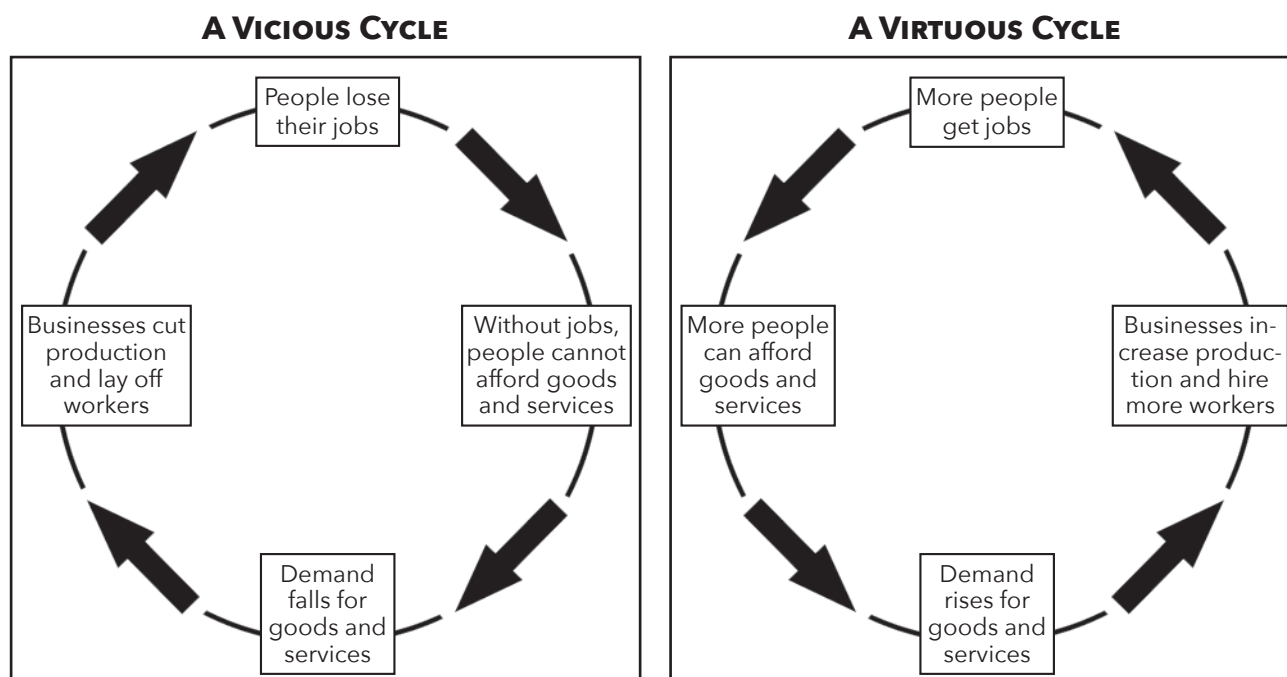 A Vicious Cycle
People lose
their jobs
Without jobs,
people cannot
afford goods
and services
Demand
falls for
goods and
services
Businesses cut
production
and lay off
workers
A Virtuous Cycle
More people
get jobs
More people
can afford
goods and
services
Demand
rises for
goods and
services
Businesses in-
crease produc-
tion and hire
more workers